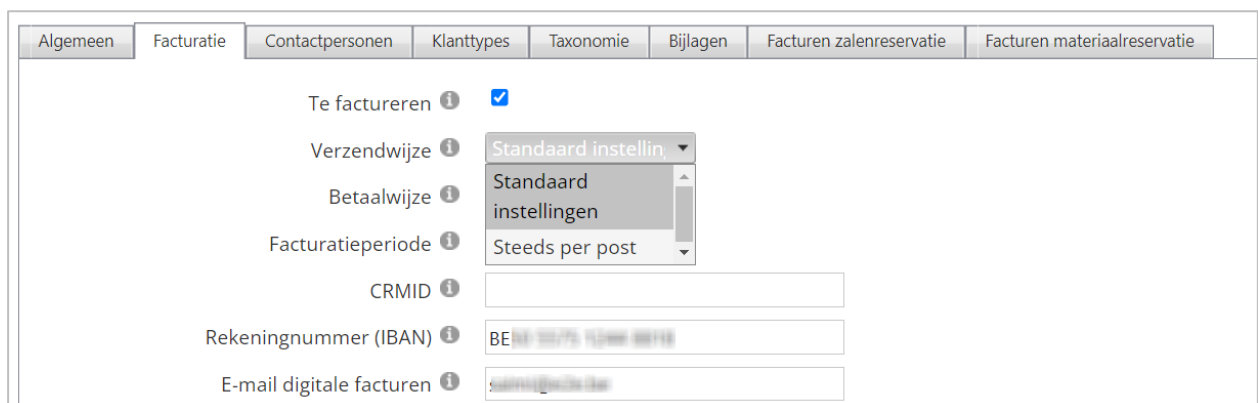 Algemeen Facturatie Contactpersonen Klanttypes Taxonomie Bijlagen Facturen zalenreservatie Facturen materiaalreservatie
Te factureren
Verzendwijze Standaard instellin
Standaard
Betaalwijze
instellingen
Facturatieperiode Steeds per post
CRMID
Rekeningnummer (IBAN) BE
E-mail digitale facturen